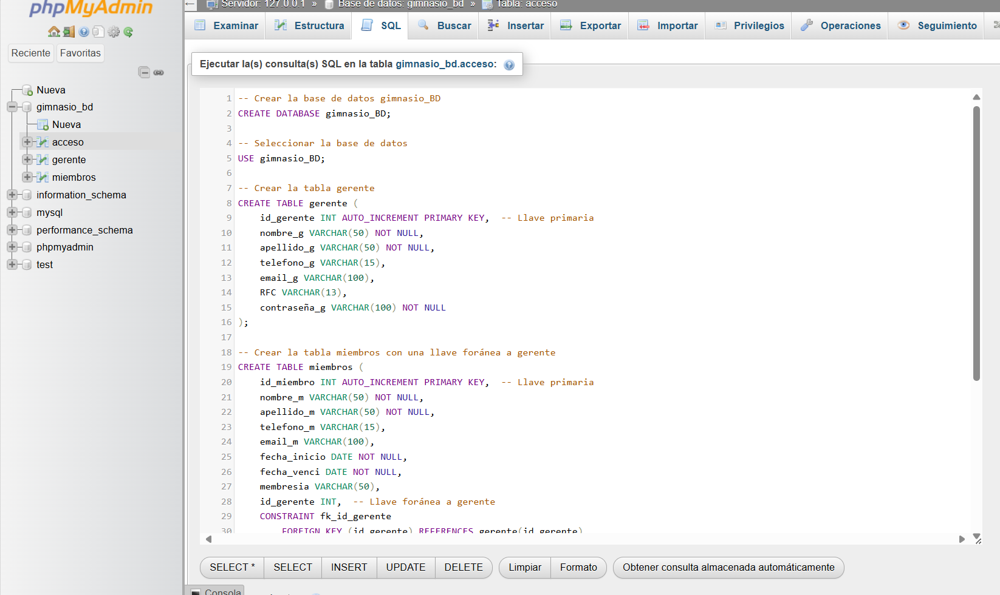 phpMyAdmin
Reciente Favoritas
Nueva
gimnasio_bd
Nueva
acceso
gerente
miembros
information_schema
mysql
performance_schema
phpmyadmin
test
Servidor: 127.0.0.1 » Base de datos: gimnasio_bd » Tabla: acceso
Examinar Estructura SQL Buscar Insertar Exportar Importar Privilegios Operaciones Seguimiento
Ejecutar la(s) consulta(s) SQL en la tabla gimnasio_bd.acceso:
1 -- Crear la base de datos gimnasio_BD
2 CREATE DATABASE gimnasio_BD;
3
4 -- Seleccionar la base de datos
5 USE gimnasio_BD;
6
7 -- Crear la tabla gerente
8 CREATE TABLE gerente (
9 id_gerente INT AUTO_INCREMENT PRIMARY KEY, -- Llave primaria
10 nombre_g VARCHAR(50) NOT NULL,
11 apellido_g VARCHAR(50) NOT NULL,
12 telefono_g VARCHAR(15),
13 email_g VARCHAR(100),
14 RFC VARCHAR(13),
15 contraseña_g VARCHAR(100) NOT NULL
16 );
17
18 -- Crear la tabla miembros con una llave foránea a gerente
19 CREATE TABLE miembros (
20 id_miembro INT AUTO_INCREMENT PRIMARY KEY, -- Llave primaria
21 nombre_m VARCHAR(50) NOT NULL,
22 apellido_m VARCHAR(50) NOT NULL,
23 telefono_m VARCHAR(15),
24 email_m VARCHAR(100),
25 fecha_inicio DATE NOT NULL,
26 fecha_venci DATE NOT NULL,
27 membresia VARCHAR(50),
28 id_gerente INT, -- Llave foránea a gerente
29 CONSTRAINT fk_id_gerente
30 FOREIGN KEY (id_gerente) REFERENCES gerente(id_gerente)
SELECT * SELECT INSERT UPDATE DELETE Limpiar Formato Obtener consulta almacenada automáticamente
Consola